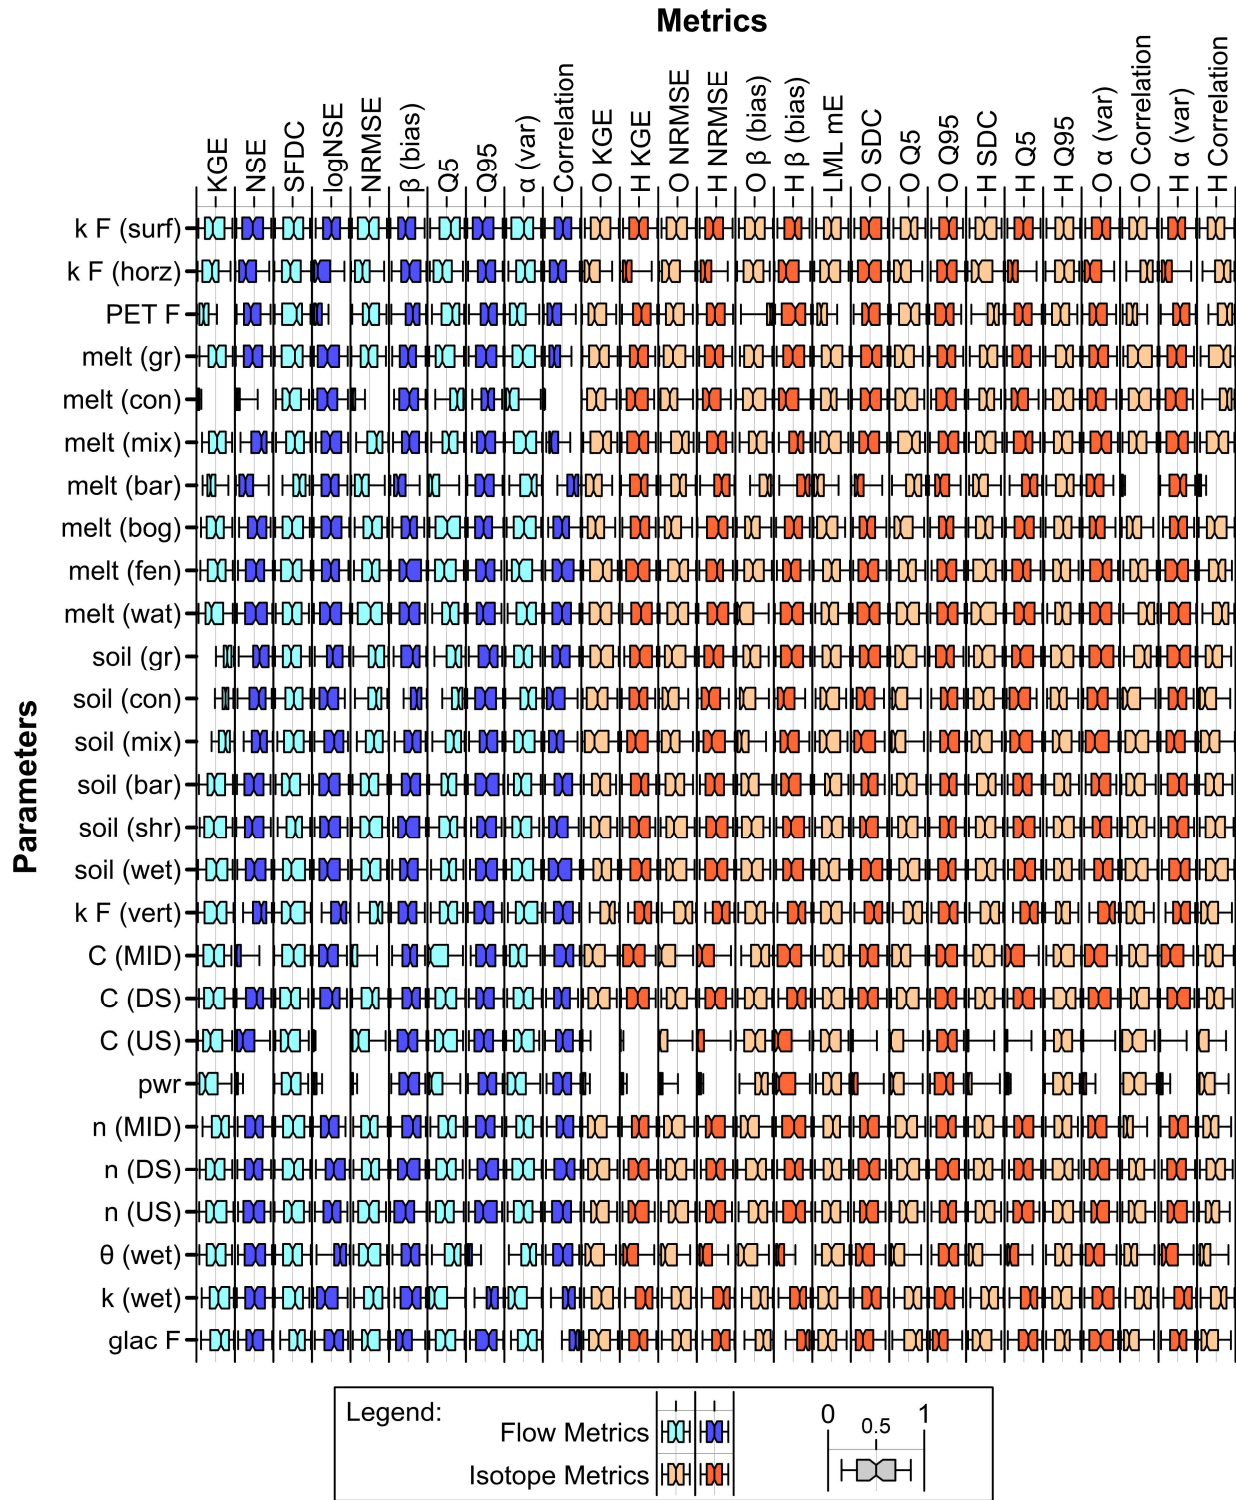 Metrics
KGE
NSE
SFDC
logNSE
NRMSE
β (bias)
Q5
Q95
α (var)
Correlation
O KGE
H KGE
O NRMSE
H NRMSE
O β (bias)
H β (bias)
LML mE
O SDC
O Q5
O Q95
H SDC
H Q5
H Q95
O α (var)
O Correlation
H α (var)
H Correlation
Parameters
k F (surf)
k F (horz)
PET F
melt (gr)
melt (con)
melt (mix)
melt (bar)
melt (bog)
melt (fen)
melt (wat)
soil (gr)
soil (con)
soil (mix)
soil (bar)
soil (shr)
soil (wet)
k F (vert)
C (MID)
C (DS)
C (US)
pwr
n (MID)
n (DS)
n (US)
θ (wet)
k (wet)
glac F
Legend:
Flow Metrics
Isotope Metrics
0 1
0.5